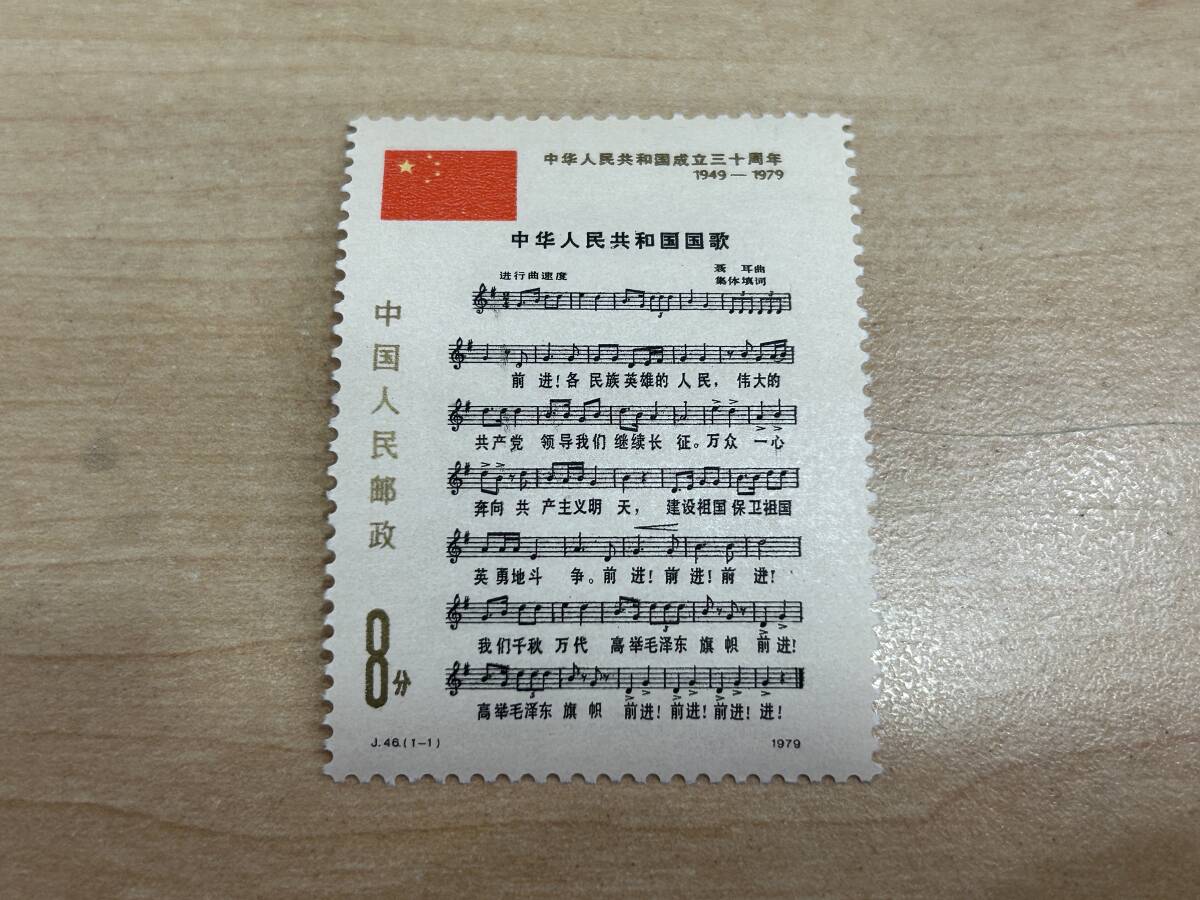 中华人民共和国成立三十周年
1949—1979
中华人民共和国国歌
进行曲速度
聂 耳曲
集体填词
前 进！各 民族 英雄的 人 民， 伟大的
共产党 领导我们 继续长 征。万众 一心
奔向 共 产主义明 天， 建设祖国 保卫祖国
英 勇地斗 争。前 进！前 进！前 进！
我们千秋 万代 高举毛泽东 旗 帜 前进！
高举毛泽东 旗 帜 前进！前进！前进！进！
中国人民邮政
8分
J.46.(1-1)
1979